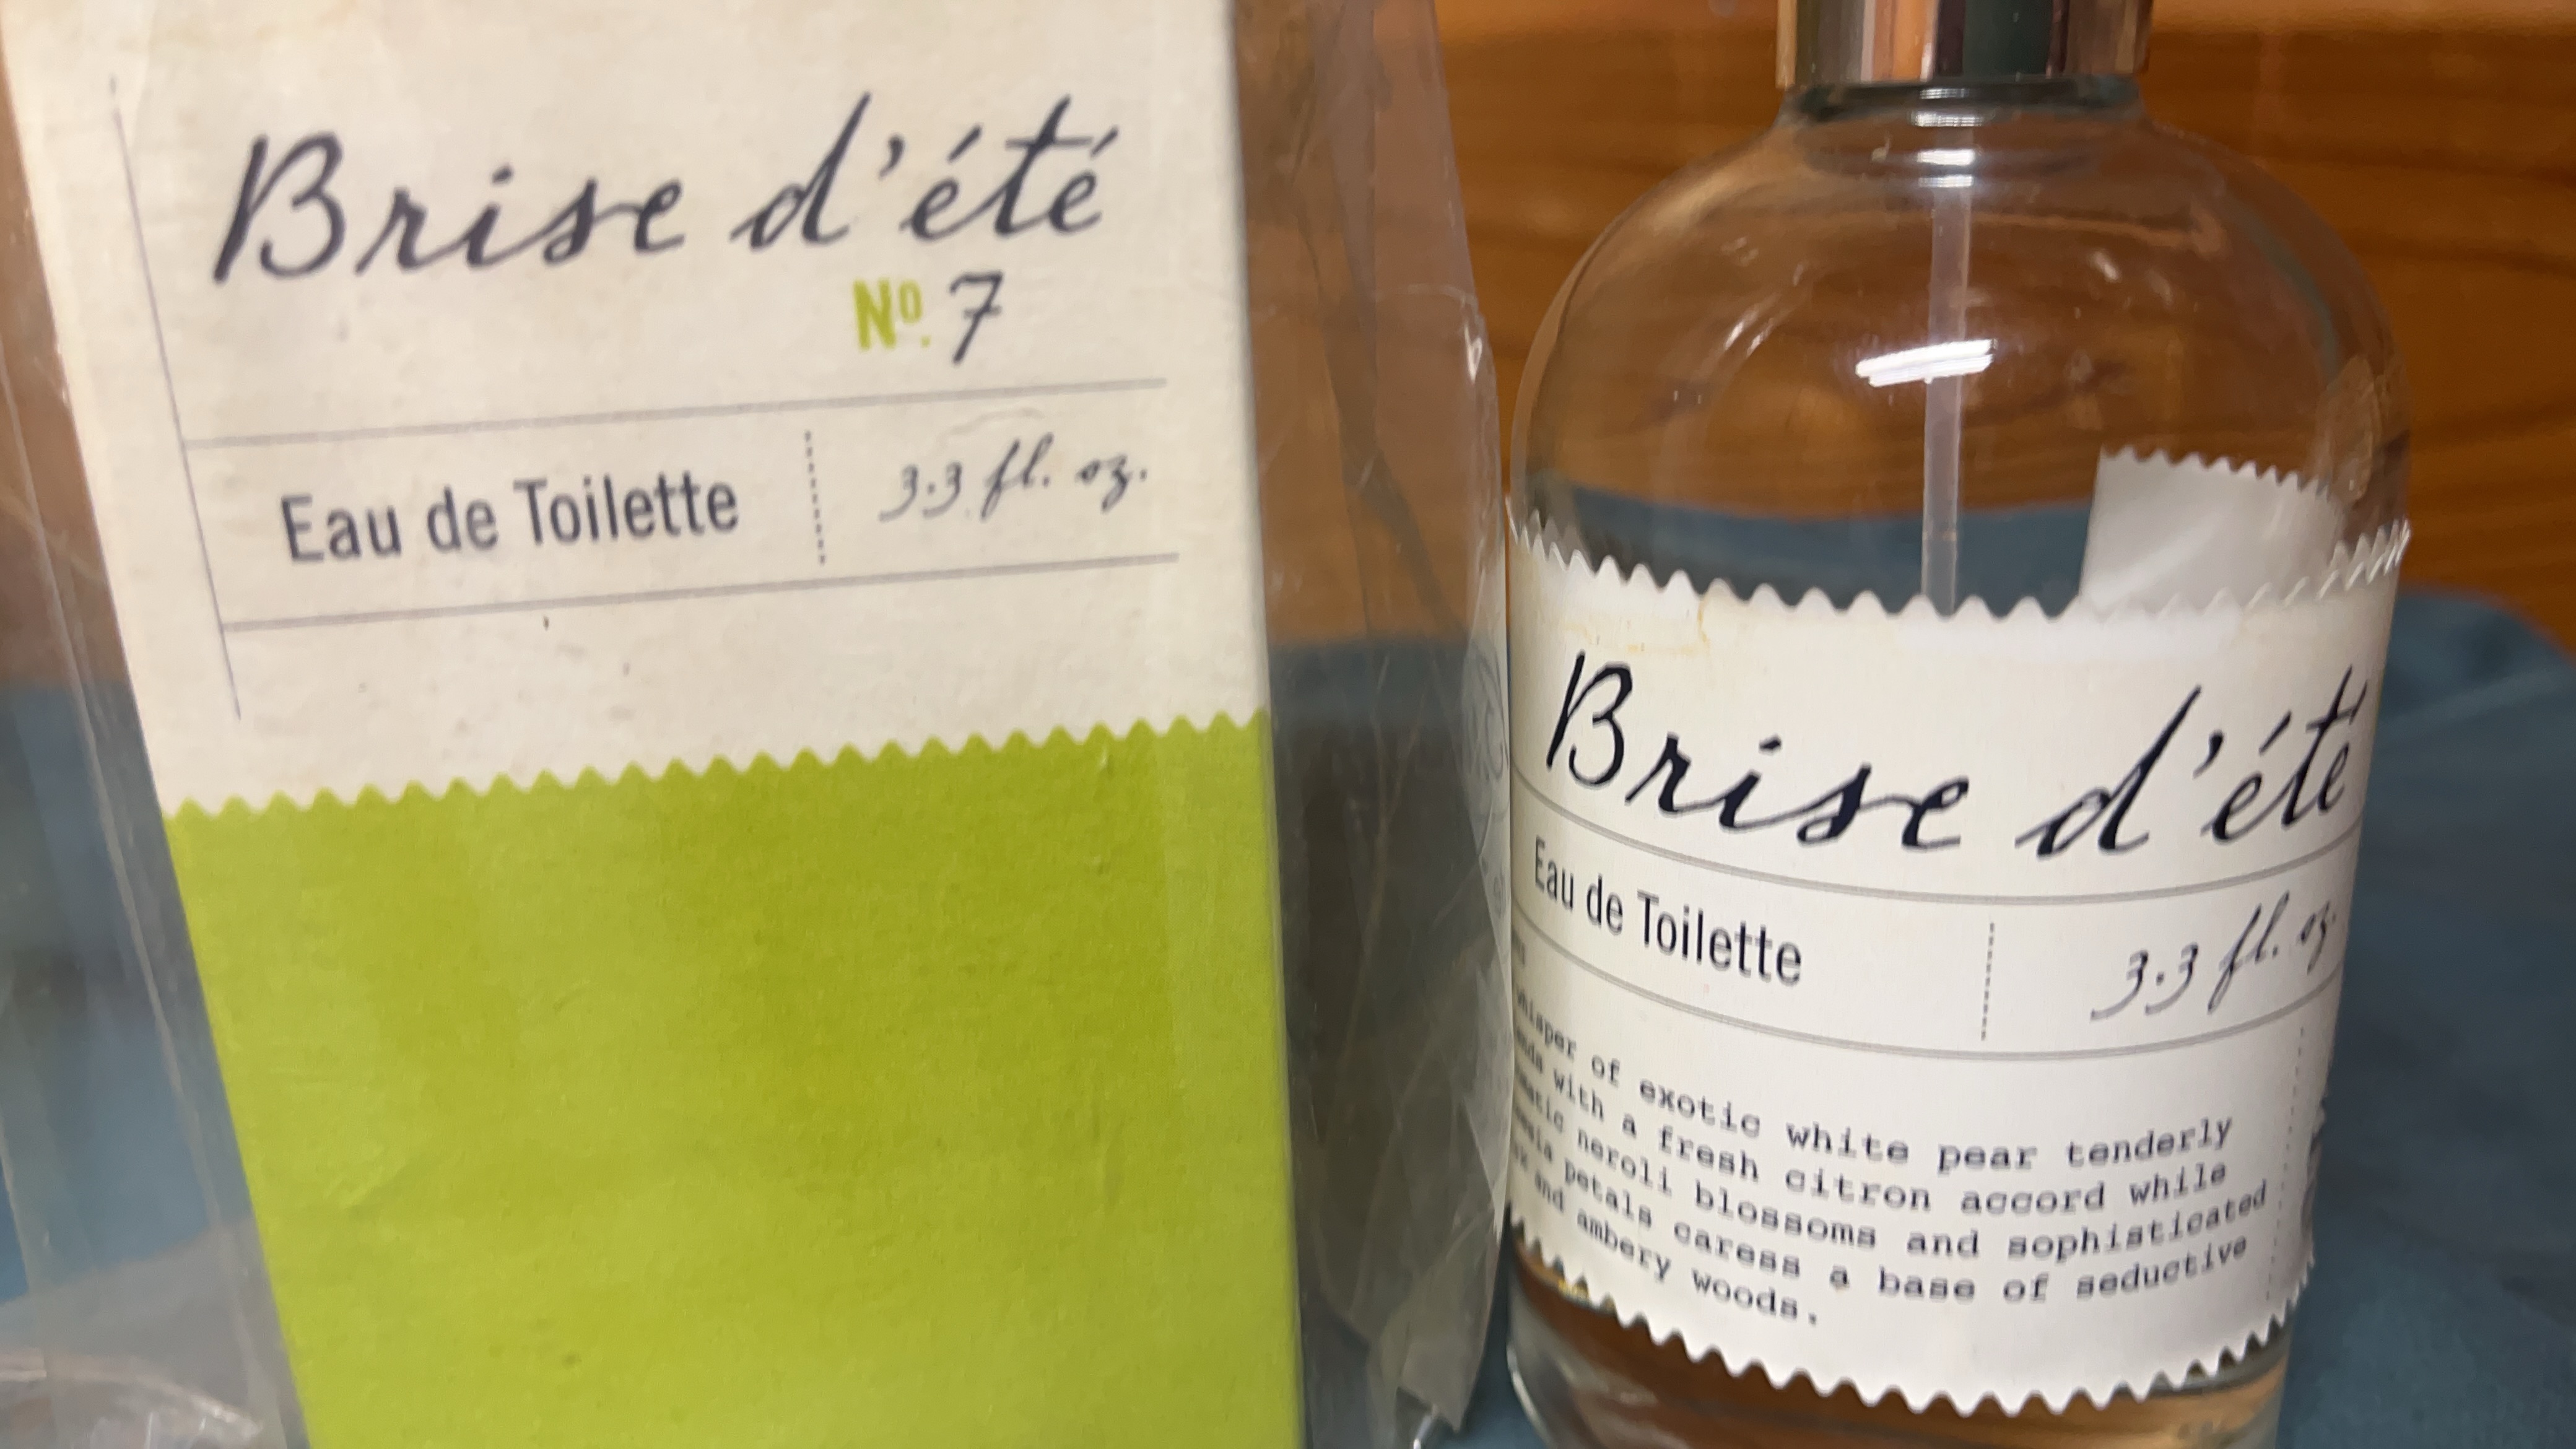 Brise d'été
Nº. 7
Eau de Toilette
3.3 fl. oz.
Brise d'été
Eau de Toilette
3.3 fl. oz.
whisper of exotic white pear tenderly
with a fresh citron accord while
neroli blossoms and sophisticated
petals caress a base of seductive
and ambery woods.